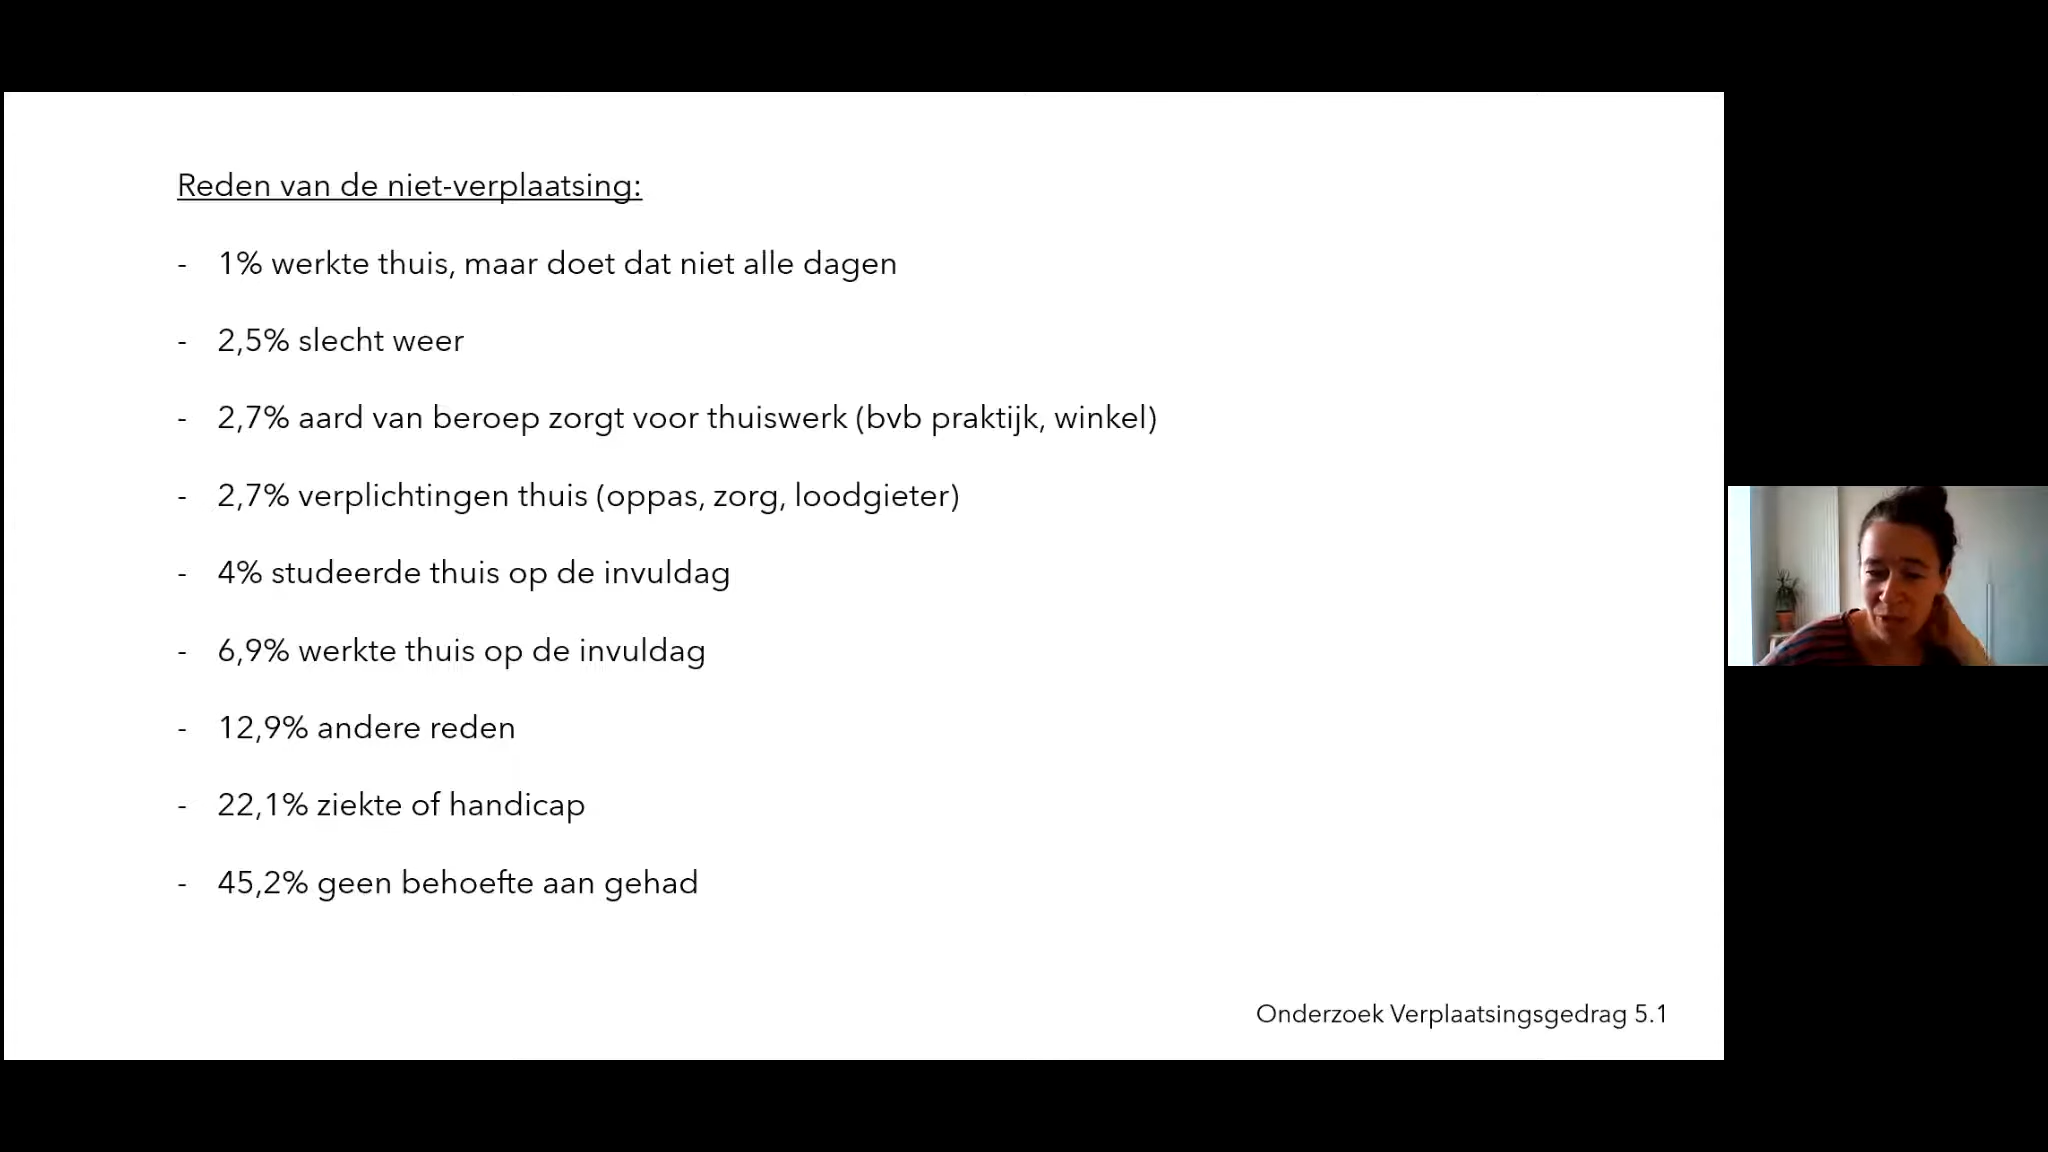 Reden van de niet-verplaatsing:
- 1% werkte thuis, maar doet dat niet alle dagen
- 2,5% slecht weer
- 2,7% aard van beroep zorgt voor thuiswerk (bvb praktijk, winkel)
- 2,7% verplichtingen thuis (oppas, zorg, loodgieter)
- 4% studeerde thuis op de invuldag
- 6,9% werkte thuis op de invuldag
- 12,9% andere reden
- 22,1% ziekte of handicap
- 45,2% geen behoefte aan gehad
Onderzoek Verplaatsingsgedrag 5.1